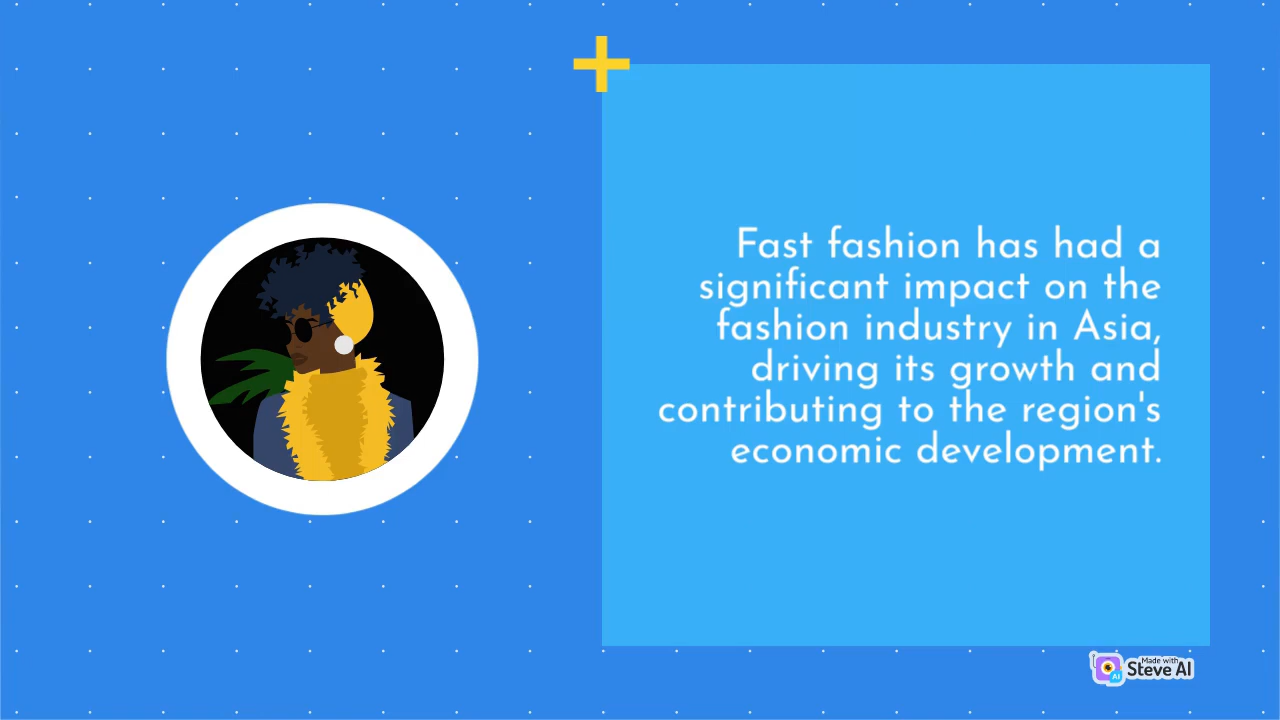 Fast fashion has had a
significant impact on the
fashion industry in Asia,
driving its growth and
contributing to the region's
economic development.
Made with
Steve AI
AI